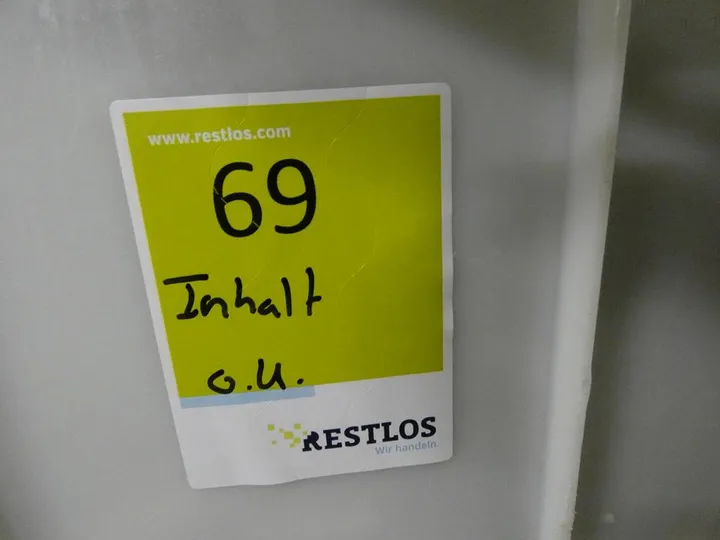 www.restlos.com
69
Inhalt
o.U.
RESTLOS
Wir handeln